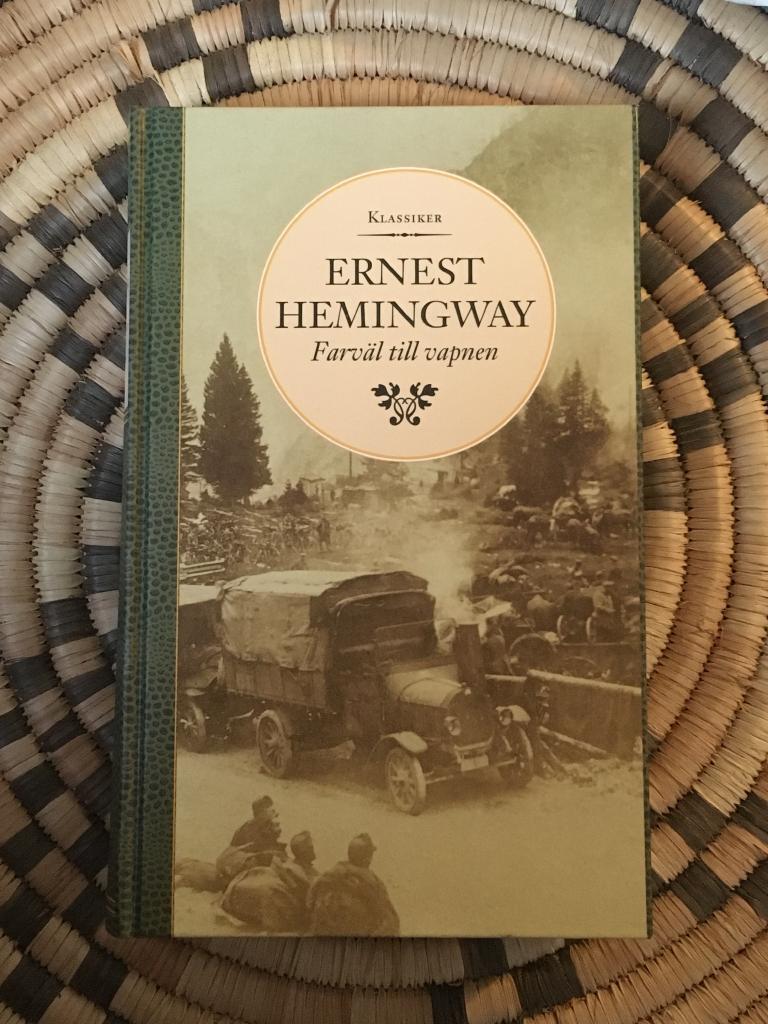 Klassiker
ERNEST
HEMINGWAY
Farväl till vapnen